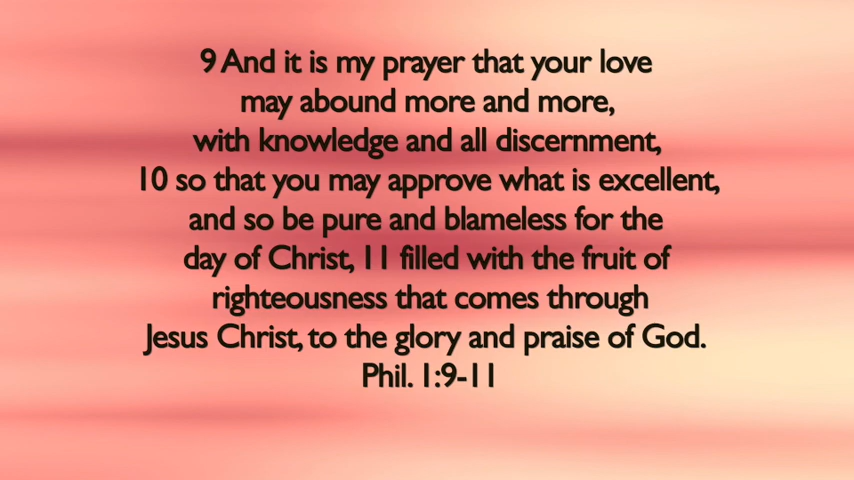 9 And it is my prayer that your love
may abound more and more,
with knowledge and all discernment,
10 so that you may approve what is excellent,
and so be pure and blameless for the
day of Christ, 11 filled with the fruit of
righteousness that comes through
Jesus Christ, to the glory and praise of God.
Phil. 1:9-11